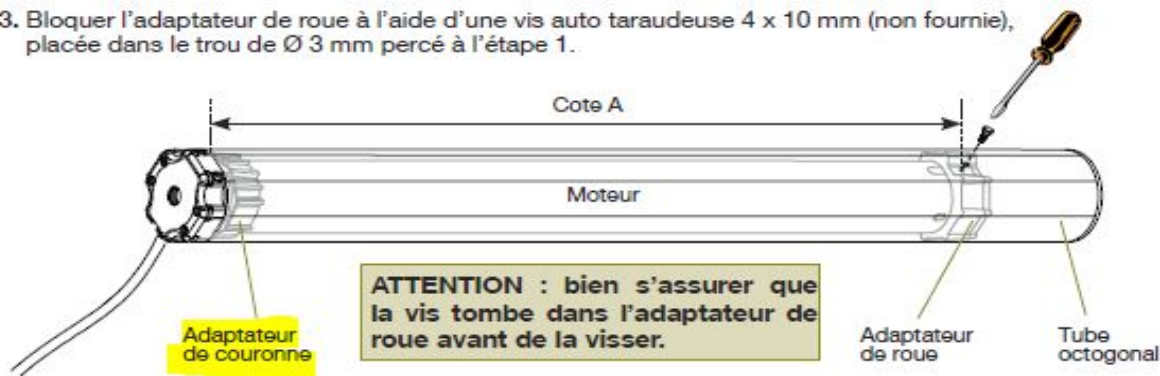 3. Bloquer l'adaptateur de roue à l'aide d'une vis auto taraudeuse 4 x 10 mm (non fournie),
placée dans le trou de Ø 3 mm percé à l'étape 1.
Cote A
Moteur
ATTENTION : bien s'assurer que
la vis tombe dans l'adaptateur de
roue avant de la visser.
Adaptateur
de couronne
Adaptateur
de roue
Tube
octogonal